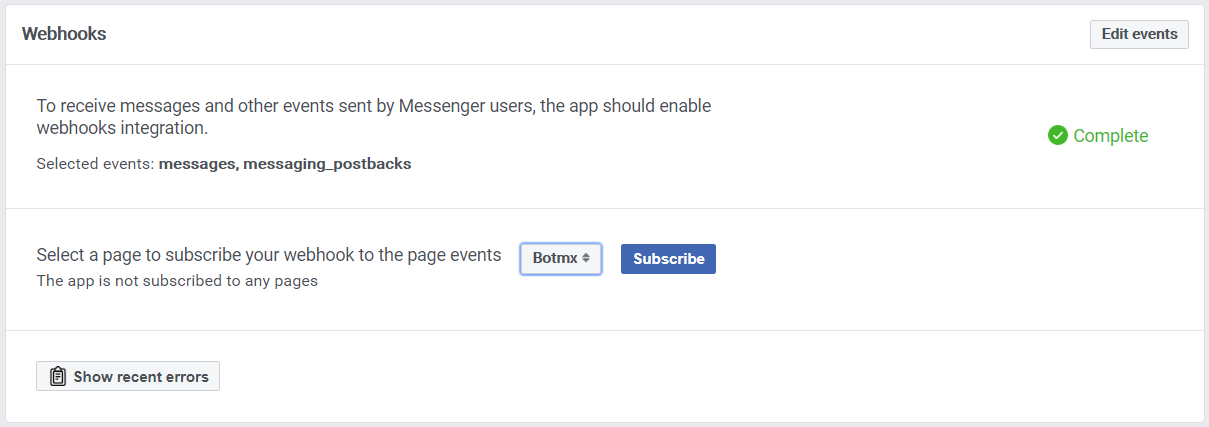 Webhooks
Edit events
To receive messages and other events sent by Messenger users, the app should enable
webhooks integration.
Complete
Selected events: messages, messaging_postbacks
Select a page to subscribe your webhook to the page events
Botmx
Subscribe
The app is not subscribed to any pages
Show recent errors